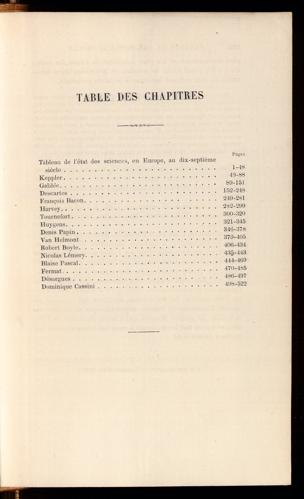 TABLE DES CHAPITRES
Pages
Tableau de l'état des sciences, en Europe, au dix-septième
siècle . . . . . . . . . . . . . . . . 1-48
Keppler. . . . . . . . . . . . . . . . 49-88
Galilée. . . . . . . . . . . . . . . . 89-151
Descartes. . . . . . . . . . . . . . . . 152-248
François Bacon. . . . . . . . . . . . . . . . 249-281
Harvey. . . . . . . . . . . . . . . . 282-299
Tournefort. . . . . . . . . . . . . . . . 300-320
Huygens. . . . . . . . . . . . . . . . 321-345
Denis Papin. . . . . . . . . . . . . . . . 346-378
Van Helmont . . . . . . . . . . . . . . . . 379-405
Robert Boyle. . . . . . . . . . . . . . . . 406-434
Nicolas Lémery. . . . . . . . . . . . . . . . 435-443
Blaise Pascal. . . . . . . . . . . . . . . . 444-469
Fermat. . . . . . . . . . . . . . . . 470-485
Désargues. . . . . . . . . . . . . . . . 486-497
Dominique Cassini . . . . . . . . . . . . . . . . 498-522